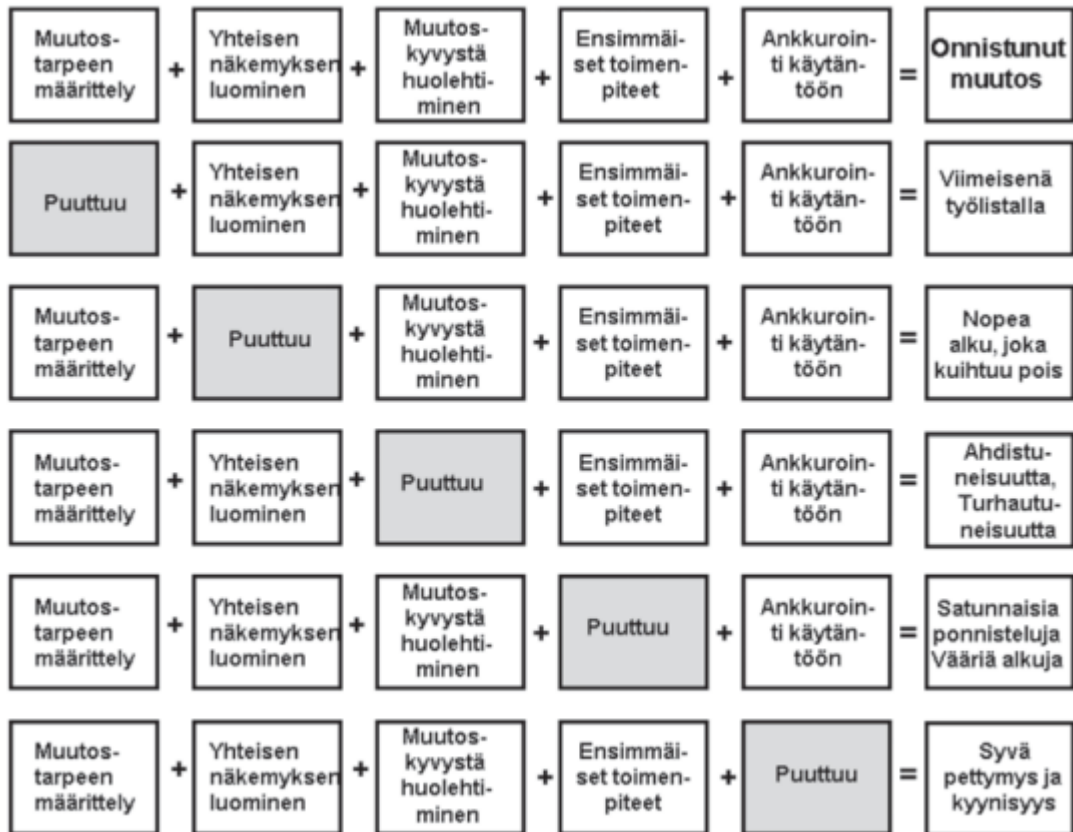 Muutos-
tarpeen
määrittely
+
Yhteisen
näkemyksen
luominen
+
Muutos-
kyvystä
huolehti-
minen
+
Ensimmäi-
set toimen-
piteet
+
Ankkuroin-
ti käytän-
töön
=
Onnistunut
muutos
Puuttuu
+
Yhteisen
näkemyksen
luominen
+
Muutos-
kyvystä
huolehti-
minen
+
Ensimmäi-
set toimen-
piteet
+
Ankkuroin-
ti käytän-
töön
=
Viimeisenä
työlistalla
Muutos-
tarpeen
määrittely
+
Puuttuu
+
Muutos-
kyvystä
huolehti-
minen
+
Ensimmäi-
set toimen-
piteet
+
Ankkuroin-
ti käytän-
töön
=
Nopea
alku, joka
kuihtuu pois
Muutos-
tarpeen
määrittely
+
Yhteisen
näkemyksen
luominen
+
Puuttuu
+
Ensimmäi-
set toimen-
piteet
+
Ankkuroin-
ti käytän-
töön
=
Ahdistu-
neisuutta,
Turhautu-
neisuutta
Muutos-
tarpeen
määrittely
+
Yhteisen
näkemyksen
luominen
+
Muutos-
kyvystä
huolehti-
minen
+
Puuttuu
+
Ankkuroin-
ti käytän-
töön
=
Satunnaisia
ponnisteluja
Vääriä alkuja
Muutos-
tarpeen
määrittely
+
Yhteisen
näkemyksen
luominen
+
Muutos-
kyvystä
huolehti-
minen
+
Ensimmäi-
set toimen-
piteet
+
Puuttuu
=
Syvä
pettymys ja
kyynisyys